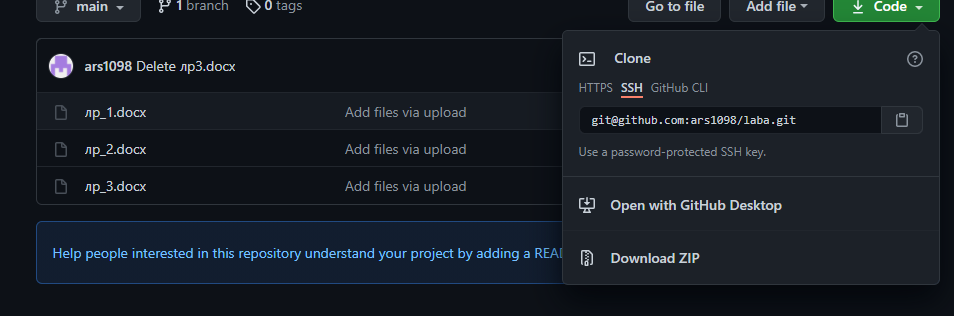 main
1 branch
0 tags
Go to file
Add file
Code
ars1098 Delete лр3.docx
лр_1.docx Add files via upload
лр_2.docx Add files via upload
лр_3.docx Add files via upload
Help people interested in this repository understand your project by adding a
Clone
HTTPS SSH GitHub CLI
git@github.com:ars1098/laba.git
Use a password-protected SSH key.
Open with GitHub Desktop
Download ZIP